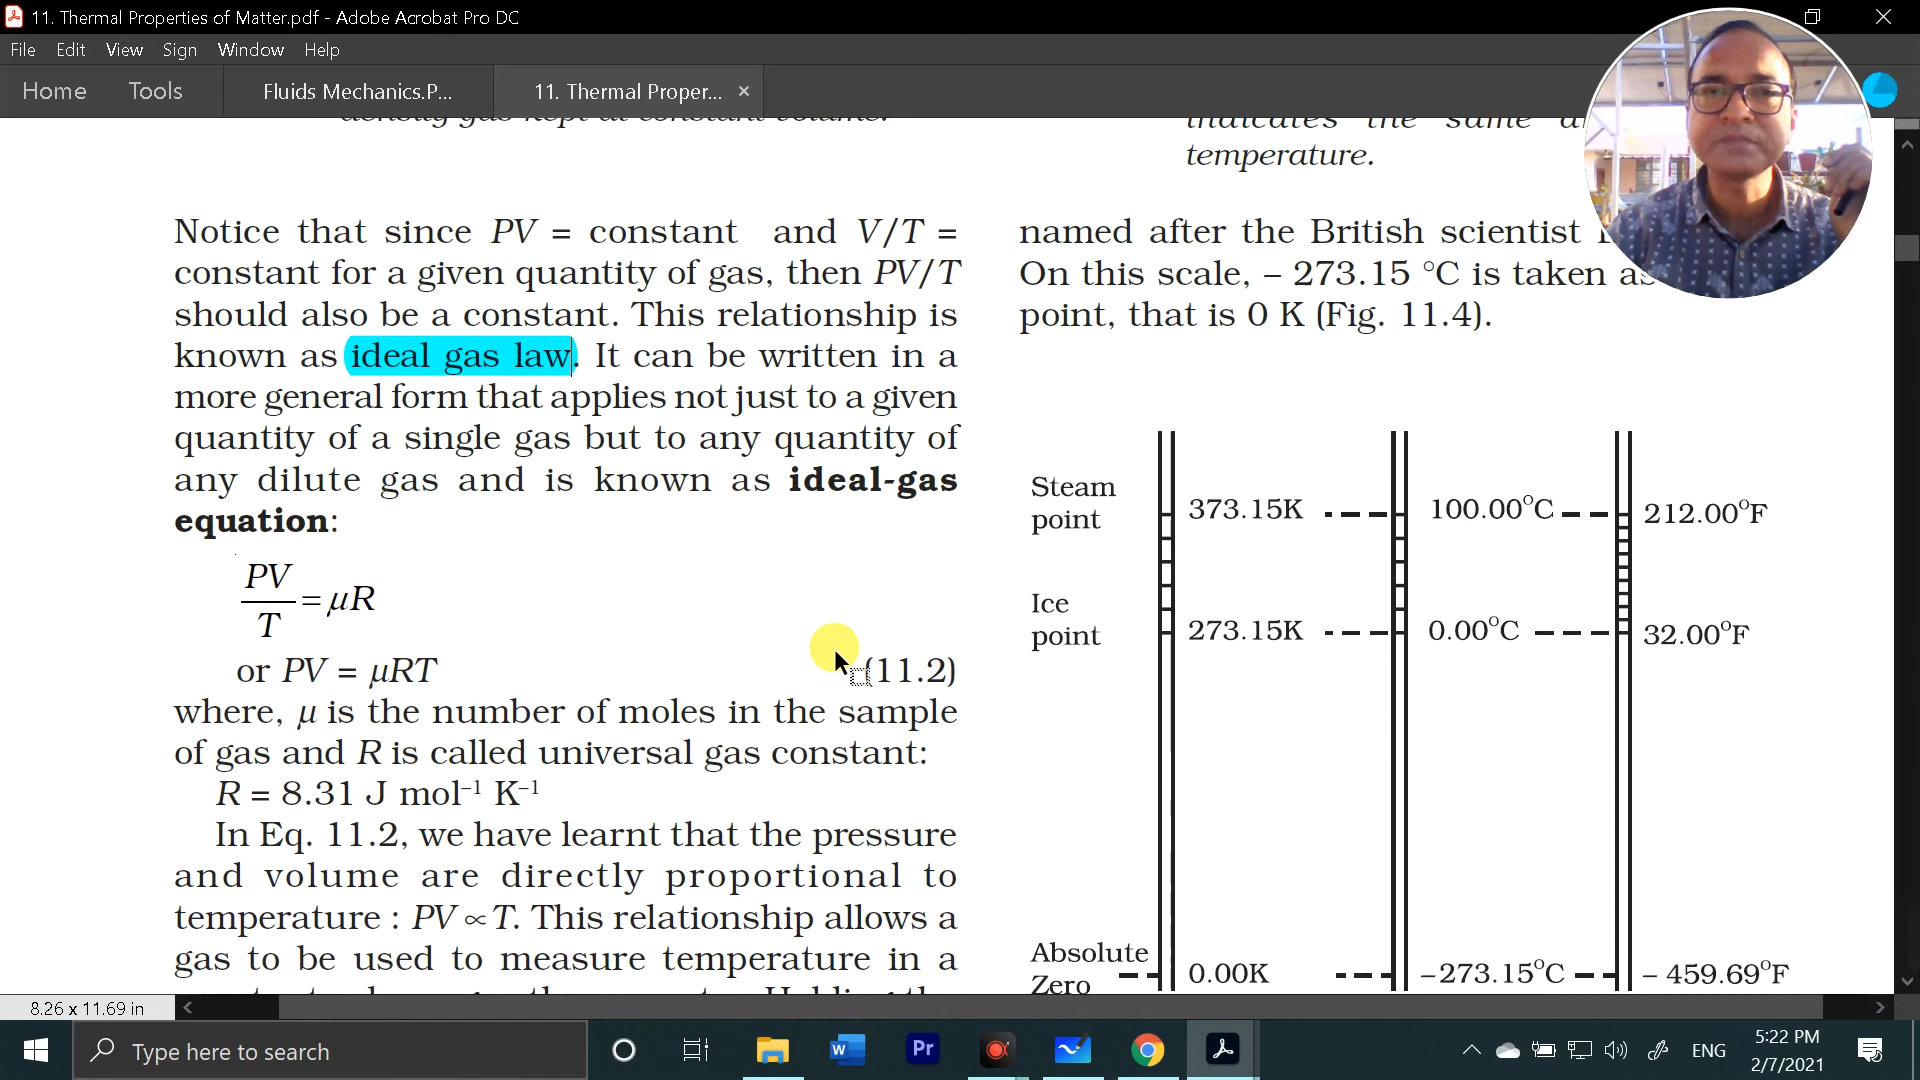 11. Thermal Properties of Matter.pdf - Adobe Acrobat Pro DC
File Edit View Sign Window Help
Home Tools Fluids Mechanics.P... 11. Thermal Proper... ×
density gas kept at constant volume.
Notice that since PV = constant and V/T =
constant for a given quantity of gas, then PV/T
should also be a constant. This relationship is
known as ideal gas law. It can be written in a
more general form that applies not just to a given
quantity of a single gas but to any quantity of
any dilute gas and is known as ideal-gas
equation:
PV
T
= μR
or PV = μRT (11.2)
where, μ is the number of moles in the sample
of gas and R is called universal gas constant:
R = 8.31 J mol⁻¹ K⁻¹
In Eq. 11.2, we have learnt that the pressure
and volume are directly proportional to
temperature : PV ∝ T. This relationship allows a
gas to be used to measure temperature in a
indicates the same
temperature.
named after the British scientist
On this scale, – 273.15 °C is taken as
point, that is 0 K (Fig. 11.4).
Steam
point
373.15K 100.00°C 212.00°F
Ice
point
273.15K 0.00°C 32.00°F
Absolute
Zero
0.00K –273.15°C – 459.69°F
8.26 x 11.69 in
Type here to search
W
Pr
ENG
5:22 PM
2/7/2021